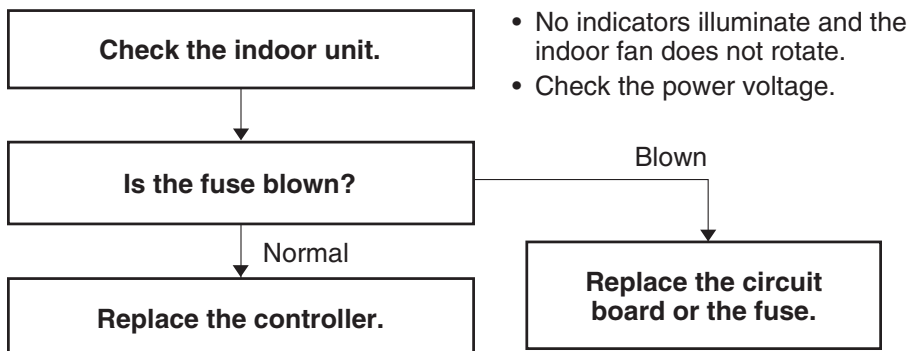 Check the indoor unit.
• No indicators illuminate and the
indoor fan does not rotate.
• Check the power voltage.
Is the fuse blown?
Blown
Normal
Replace the controller.
Replace the circuit
board or the fuse.